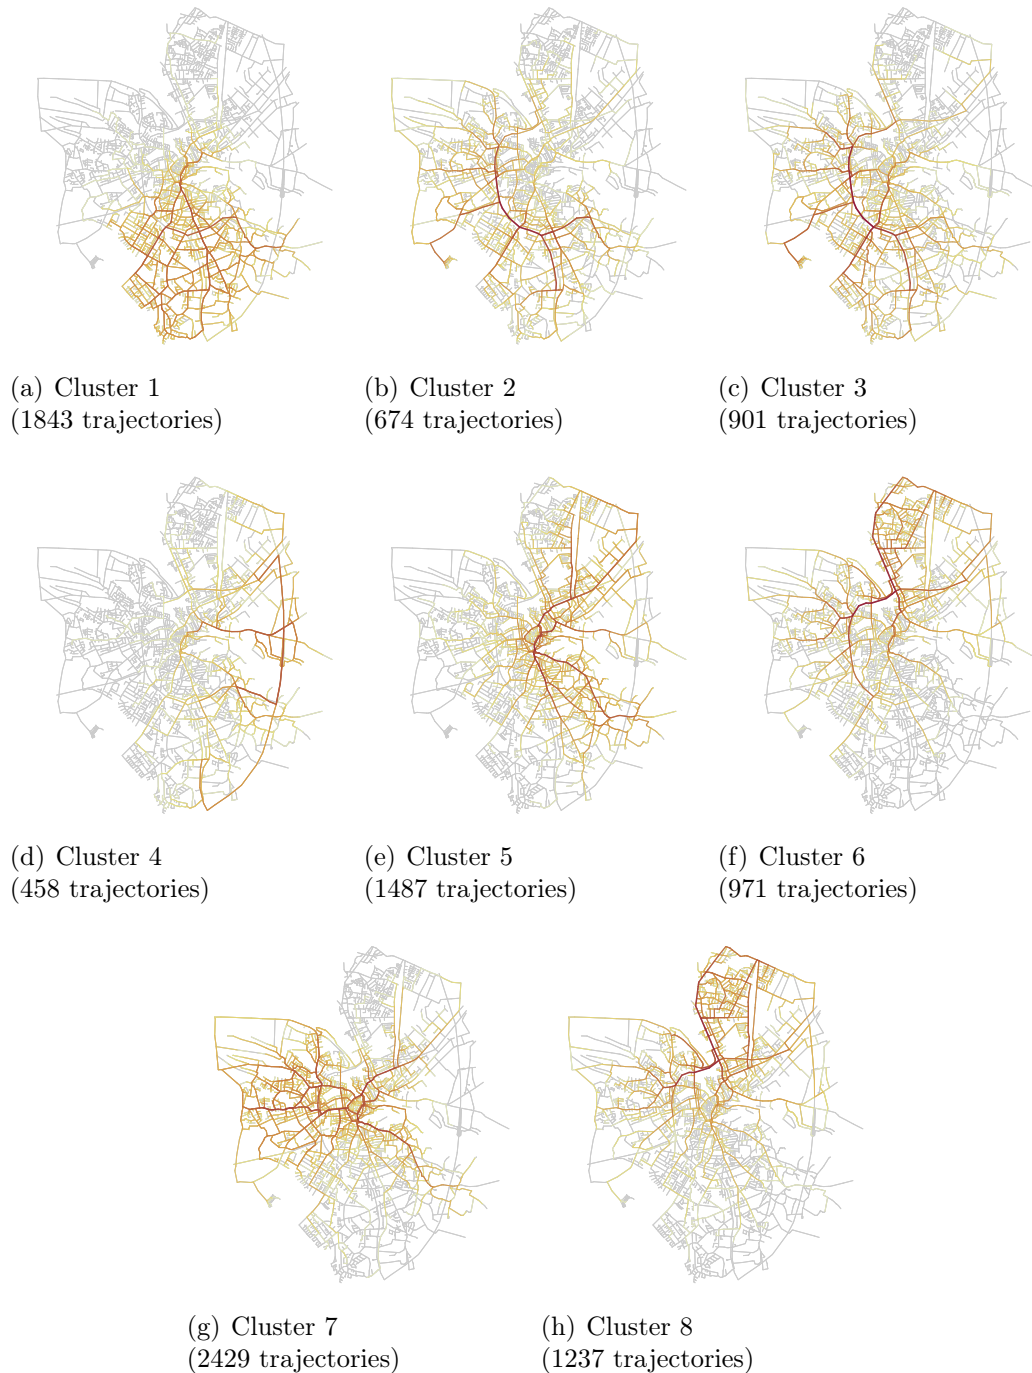 (a) Cluster 1
(1843 trajectories)
(b) Cluster 2
(674 trajectories)
(c) Cluster 3
(901 trajectories)
(d) Cluster 4
(458 trajectories)
(e) Cluster 5
(1487 trajectories)
(f) Cluster 6
(971 trajectories)
(g) Cluster 7
(2429 trajectories)
(h) Cluster 8
(1237 trajectories)